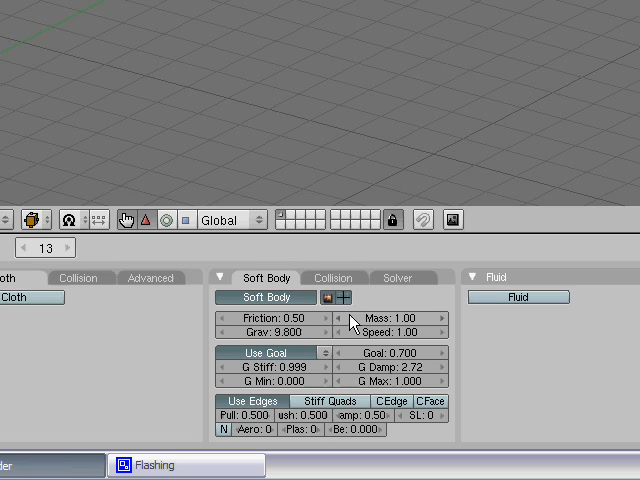 Global
13
oth Collision Advanced
Soft Body Collision Solver
Fluid
Cloth
Soft Body
Fluid
Friction: 0.50 Mass: 1.00
Grav: 9.800 Speed: 1.00
Use Goal Goal: 0.700
G Stiff: 0.999 G Damp: 2.72
G Min: 0.000 G Max: 1.000
Use Edges Stiff Quads CEdge CFace
Pull: 0.500 ush: 0.500 amp: 0.50 SL: 0
N Aero: 0 Plas: 0 Be: 0.000
der Flashing